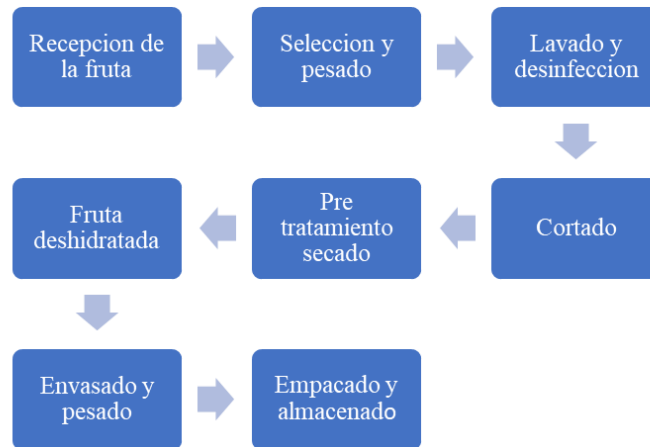 Recepcion de
la fruta
Seleccion y
pesado
Lavado y
desinfeccion
Cortado
Pre
tratamiento
secado
Fruta
deshidratada
Envasado y
pesado
Empacado y
almacenado